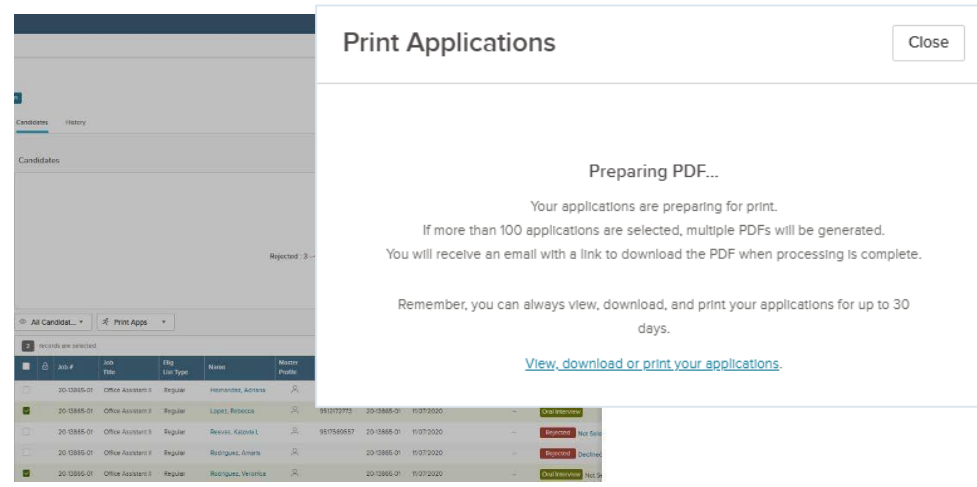 Print Applications
Close
Preparing PDF...
Your applications are preparing for print.
If more than 100 applications are selected, multiple PDFs will be generated.
You will receive an email with a link to download the PDF when processing is complete.
Remember, you can always view, download, and print your applications for up to 30
days.
View, download or print your applications.
Candidates History
Candidates
Rejected : 3
All Candidat... Print Apps
2 records are selected
Job # Job Title Elig List Type Name Master Profile
20-13865-01 Office Assistant II Regular Hernandez, Adriana
20-13865-01 Office Assistant II Regular Lopez, Rebecca 9512172772 20-13865-01 11/07/2020 -- Oral Interview
20-13865-01 Office Assistant II Regular Reeves, 9517589557 20-13865-01 11/07/2020 -- Rejected Not Sele
20-13865-01 Office Assistant II Regular Rodriguez, 20-13865-01 11/07/2020 -- Rejected Declined
20-13865-01 Office Assistant II Regular Rodriguez, Veronica 20-13865-01 11/07/2020 -- Oral Interview Not Se